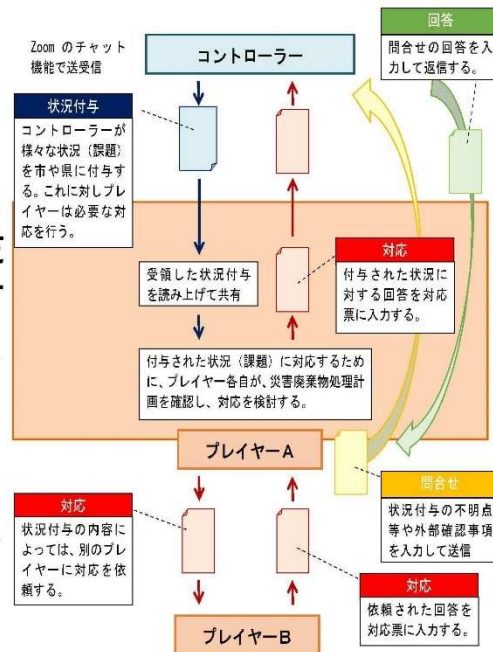 Zoom のチャット
機能で送受信
コントローラー
回答
問合せの回答を入
力して返信する。
状況付与
コントローラーが
様々な状況（課題）
を市や県に付与す
る。これに対しプレイ
ヤーは必要な対
応を行う。
受領した状況付与
を読み上げて共有
対応
付与された状況に
対する回答を対応
票に入力する。
付与された状況（課題）に対応するため
に、プレイヤー各自が、災害廃棄物処理計
画を確認し、対応を検討する。
プレイヤーA
対応
状況付与の内容に
よっては、別のプレ
イヤーに対応を依
頼する。
問合せ
状況付与の不明点
等や外部確認事項
を入力して送信
対応
依頼された回答を
対応票に入力する。
プレイヤーB